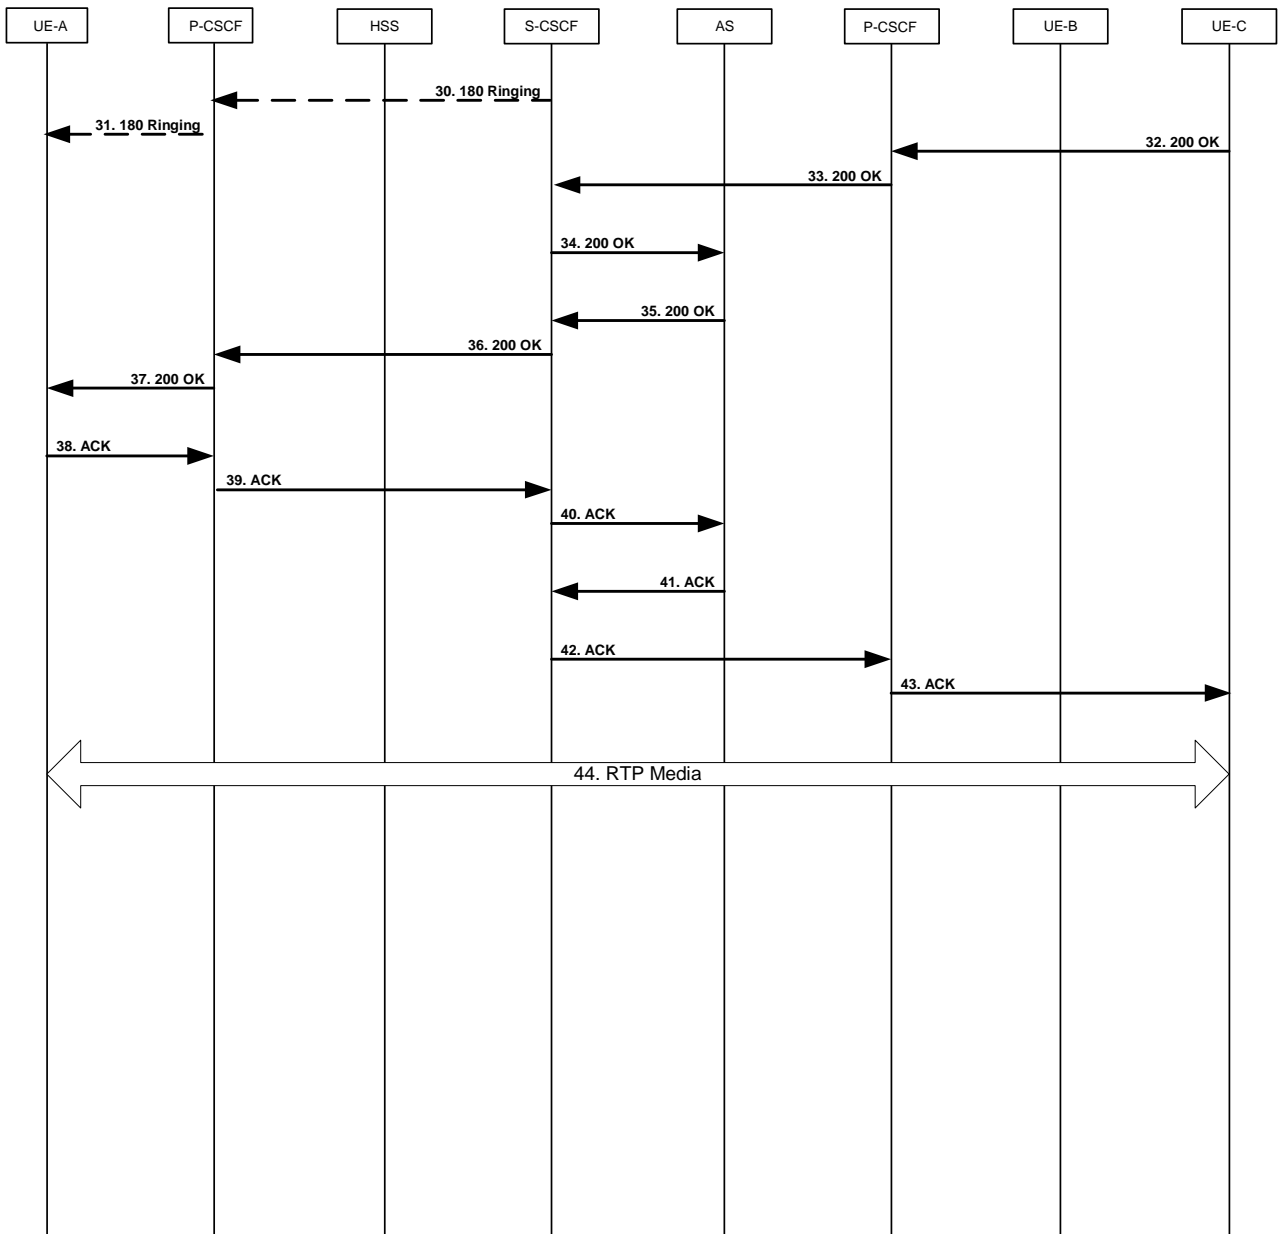 UE-A
P-CSCF
HSS
S-CSCF
AS
P-CSCF
UE-B
UE-C
30. 180 Ringing
31. 180 Ringing
32. 200 OK
33. 200 OK
34. 200 OK
35. 200 OK
36. 200 OK
37. 200 OK
38. ACK
39. ACK
40. ACK
41. ACK
42. ACK
43. ACK
44. RTP Media